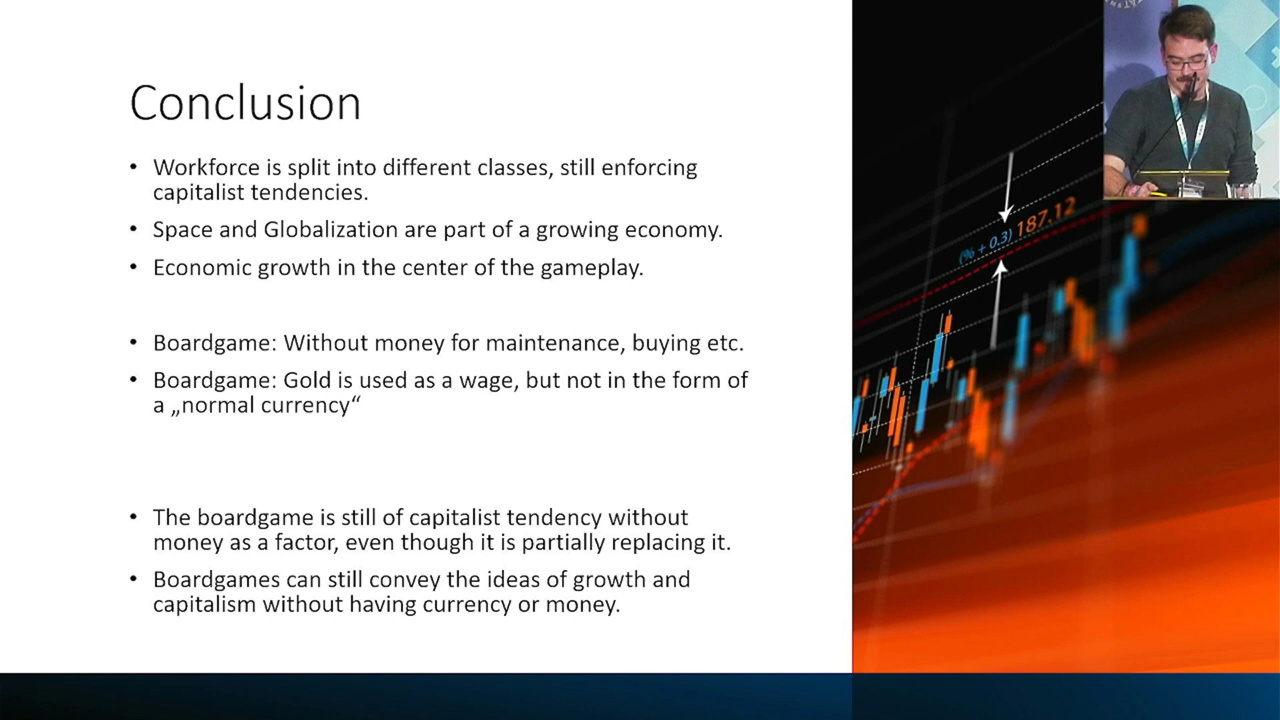 Conclusion
• Workforce is split into different classes, still enforcing
capitalist tendencies.
• Space and Globalization are part of a growing economy.
• Economic growth in the center of the gameplay.
• Boardgame: Without money for maintenance, buying etc.
• Boardgame: Gold is used as a wage, but not in the form of
a „normal currency“
• The boardgame is still of capitalist tendency without
money as a factor, even though it is partially replacing it.
• Boardgames can still convey the ideas of growth and
capitalism without having currency or money.
(% + 0.3) 187.12